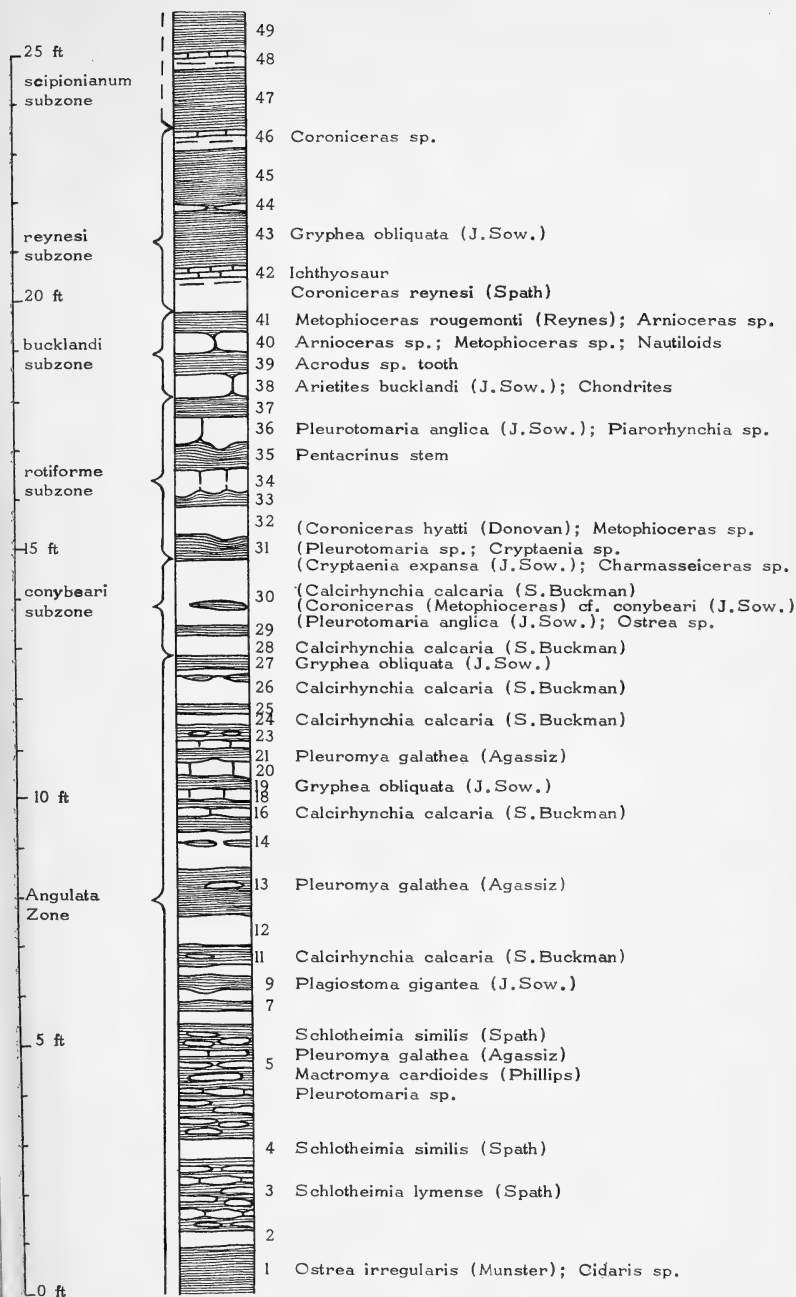 49
25 ft
48
scipionianum
subzone
47
46 Coroniceras sp.
45
44
43 Gryphea obliquata (J.Sow.)
reynesi
subzone
42 Ichthyosaur
Coroniceras reynesi (Spath)
20 ft
41 Metophioceras rougemonti (Reynes); Arnioceras sp.
bucklandi
subzone
40 Arnioceras sp.; Metophioceras sp.; Nautiloids
39 Acrodus sp. tooth
38 Arietites bucklandi (J.Sow.); Chondrites
37
36 Pleurotomaria anglica (J.Sow.); Piarorhynchia sp.
35 Pentacrinus stem
rotiforme
subzone
34
33
32 (Coroniceras hyatti (Donovan); Metophioceras sp.
15 ft
31 (Pleurotomaria sp.; Cryptaenia sp.
(Cryptaenia expansa (J.Sow.); Charmasseiceras sp.
conybeari
subzone
30 (Calcirhynchia calcaria (S.Buckman)
(Coroniceras (Metophioceras) cf. conybeari (J.Sow.)
(Pleurotomaria anglica (J.Sow.); Ostrea sp.
29
28 Calcirhynchia calcaria (S.Buckman)
27 Gryphea obliquata (J.Sow.)
26 Calcirhynchia calcaria (S.Buckman)
25
24 Calcirhynchia calcaria (S.Buckman)
23
21 Pleuromya galathea (Agassiz)
20
19 Gryphea obliquata (J.Sow.)
10 ft
18
16 Calcirhynchia calcaria (S.Buckman)
14
13 Pleuromya galathea (Agassiz)
Angulata
Zone
12
11 Calcirhynchia calcaria (S.Buckman)
9 Plagiostoma gigantea (J.Sow.)
7
5 ft
Schlotheimia similis (Spath)
Pleuromya galathea (Agassiz)
5
Mactromya cardioides (Phillips)
Pleurotomaria sp.
4 Schlotheimia similis (Spath)
3 Schlotheimia lymense (Spath)
2
1 Ostrea irregularis (Munster); Cidaris sp.
0 ft